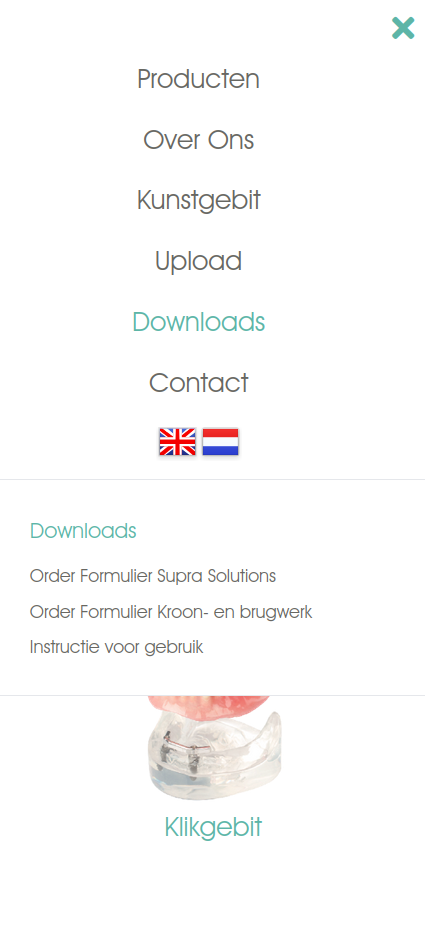 Producten
Over Ons
Kunstgebit
Upload
Downloads
Contact
Downloads
Order Formulier Supra Solutions
Order Formulier Kroon- en brugwerk
Instructie voor gebruik
Klikgebit